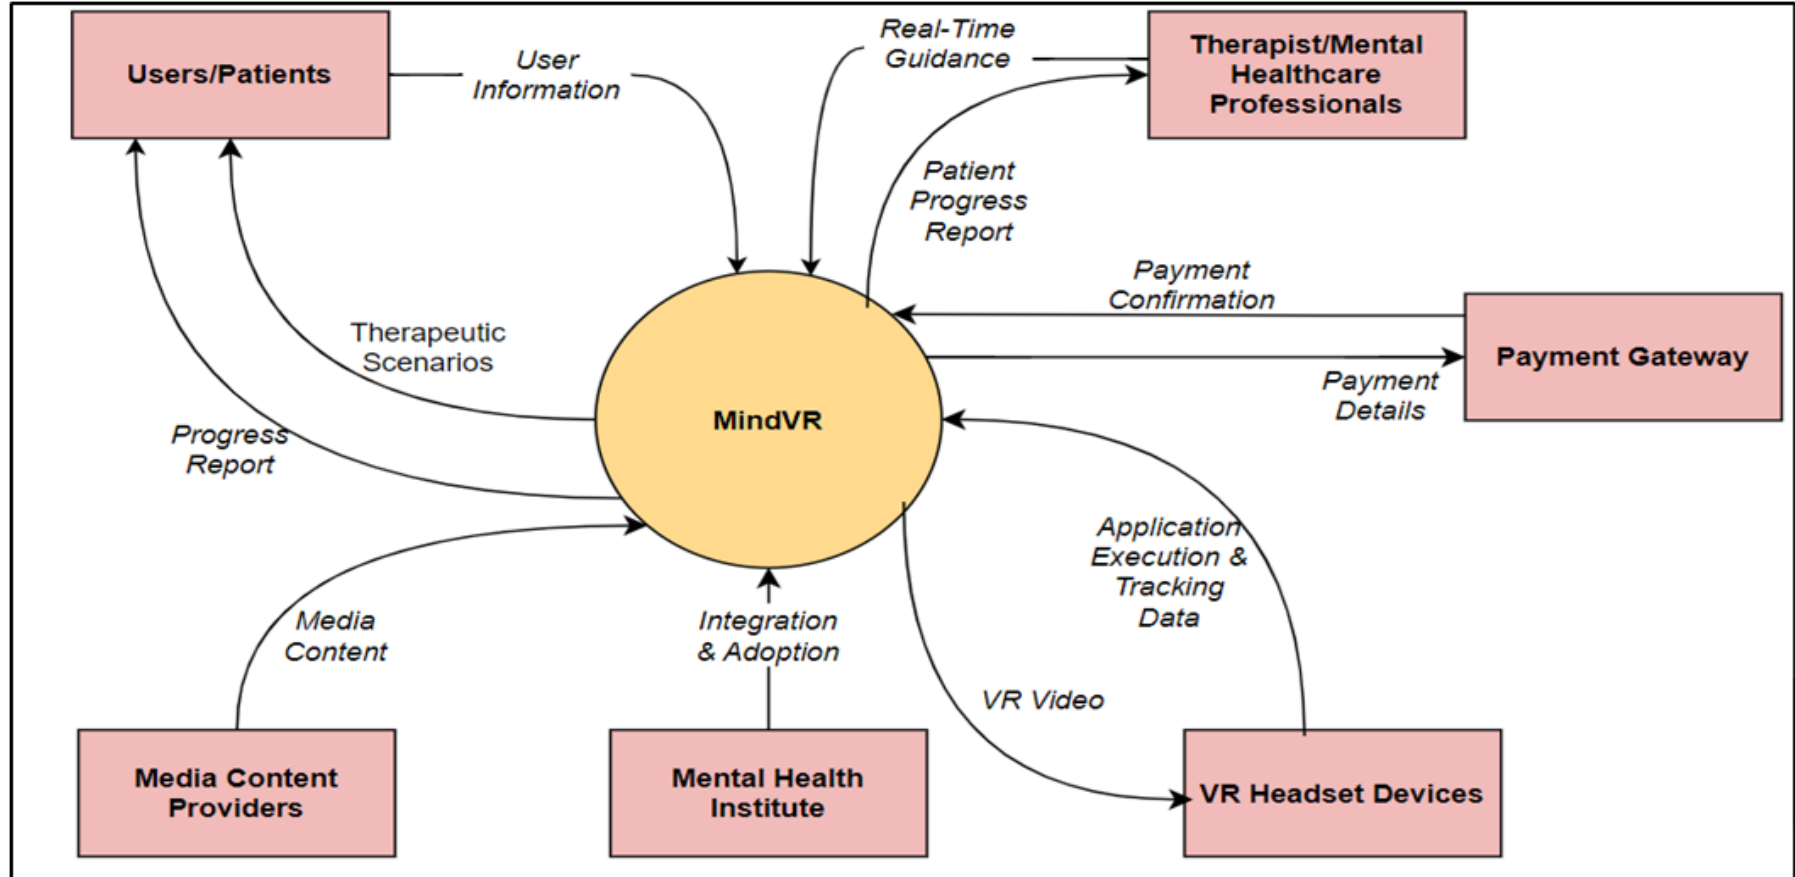 Users/Patients
User
Information
Real-Time
Guidance
Therapist/Mental
Healthcare
Professionals
Patient
Progress
Report
Payment
Confirmation
Payment Gateway
Payment
Details
Therapeutic
Scenarios
MindVR
Progress
Report
Application
Execution &
Tracking
Data
Media
Content
Integration
& Adoption
VR Video
Media Content
Providers
Mental Health
Institute
VR Headset Devices